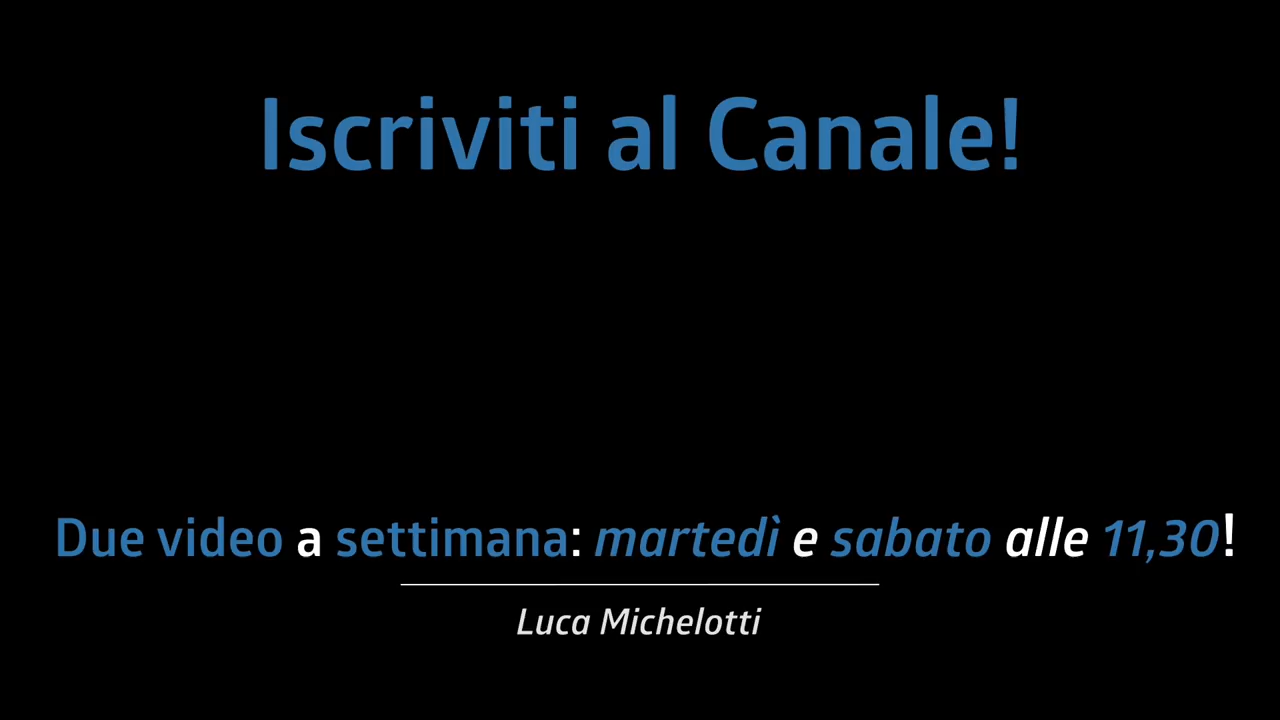 Iscriviti al Canale!
Due video a settimana: martedì e sabato alle 11,30!
Luca Michelotti